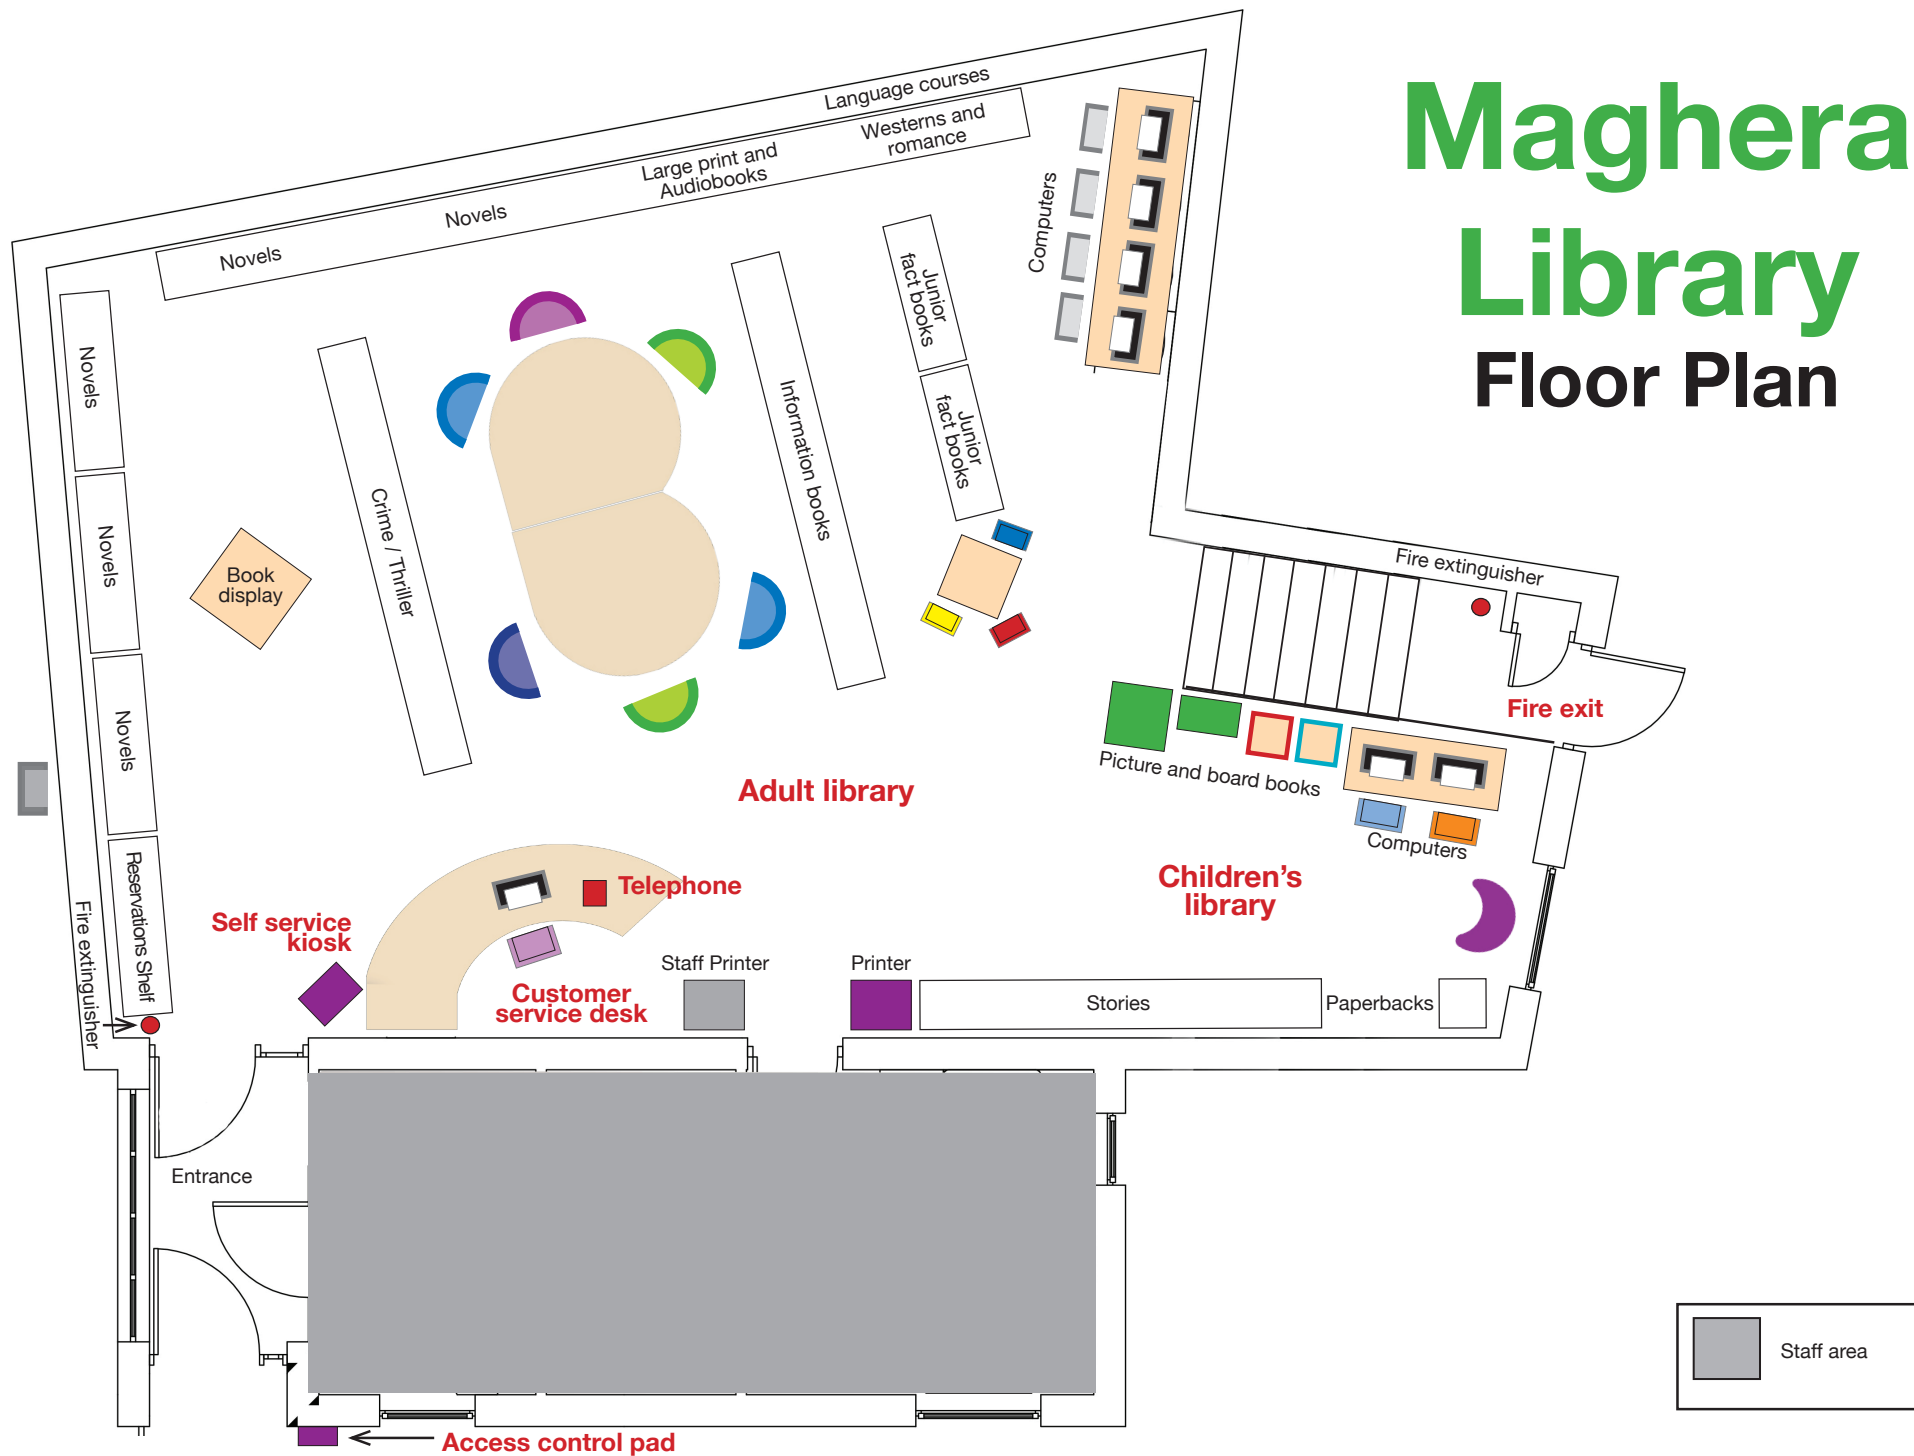 Maghera
Library
Floor Plan
Language courses
Westerns and
romance
Large print and
Audiobooks
Novels
Novels
Computers
Junior
fact books
Junior
fact books
Novels
Novels
Novels
Information books
Crime / Thriller
Book
display
Fire extinguisher
Fire exit
Picture and board books
Computers
Adult library
Children's
library
Telephone
Self service
kiosk
Reservations Shelf
Fire extinguisher
Customer
service desk
Staff Printer
Printer
Stories
Paperbacks
Entrance
Staff area
Access control pad